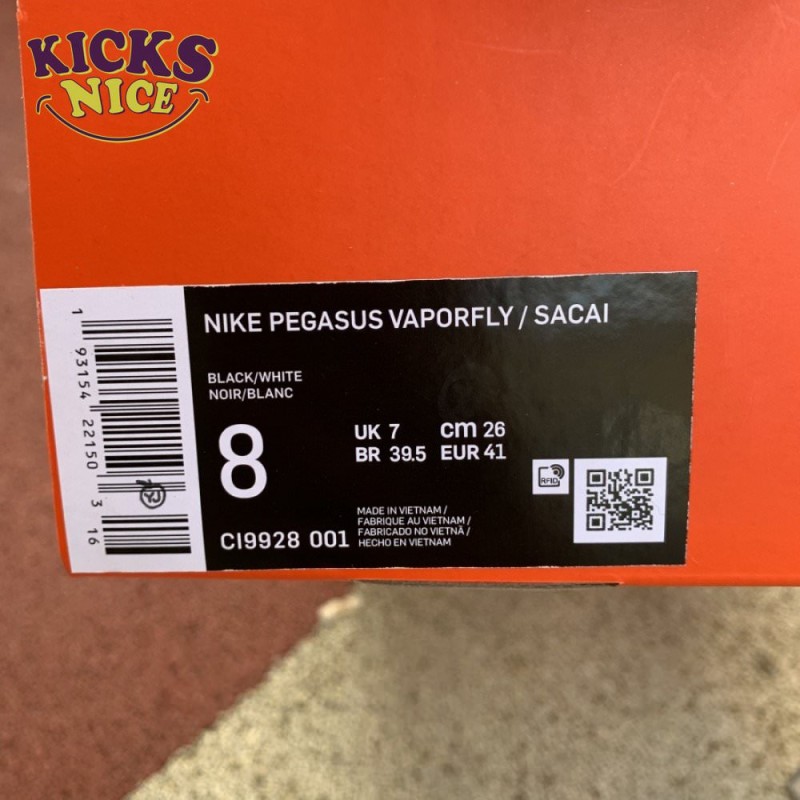 KICKS
NICE
NIKE PEGASUS VAPORFLY / SACAI
BLACK/WHITE
NOIR/BLANC
8
UK 7 cm 26
BR 39.5 EUR 41
RFID
CI9928 001
MADE IN VIETNAM /
FABRIQUE AU VIETNAM /
FABRICADO NO VIETNÃ /
HECHO EN VIETNAM
1 93154 22150 3 16